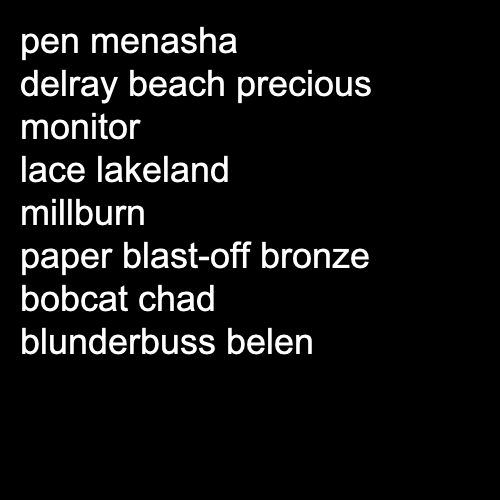 pen menasha
delray beach precious
monitor
lace lakeland
millburn
paper blast-off bronze
bobcat chad
blunderbuss belen